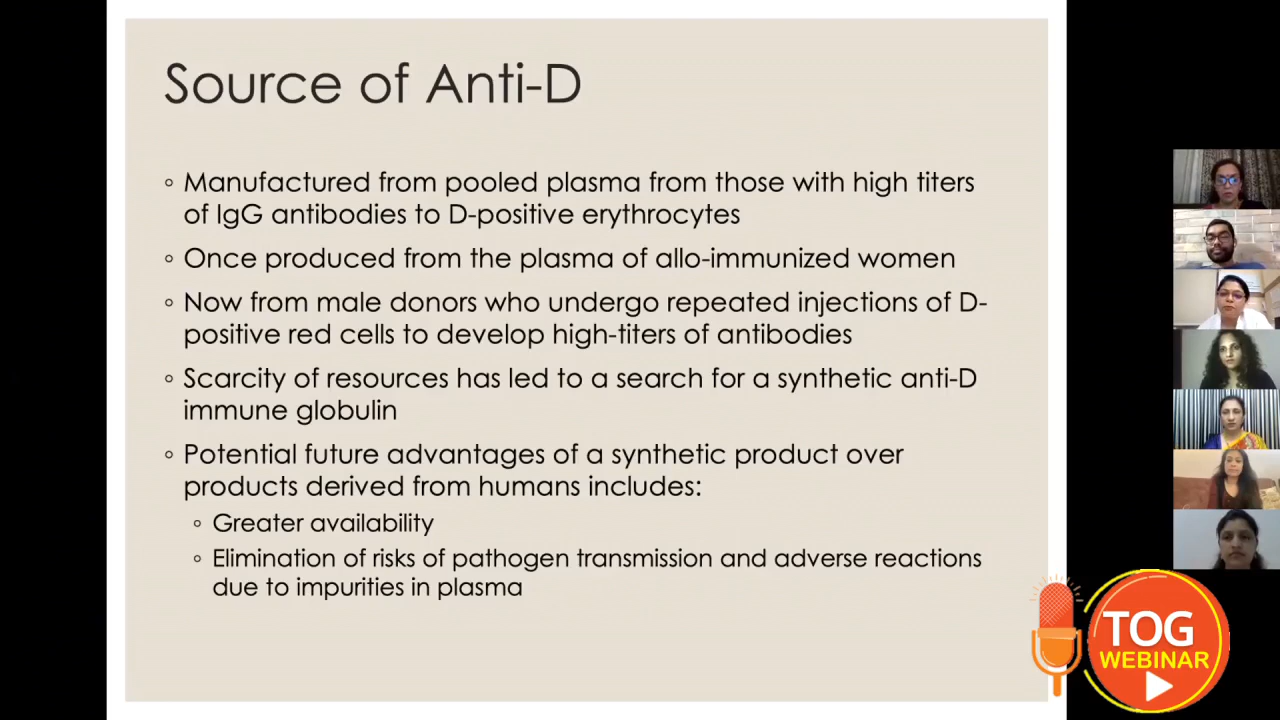 Source of Anti-D
◦ Manufactured from pooled plasma from those with high titers
of IgG antibodies to D-positive erythrocytes
◦ Once produced from the plasma of allo-immunized women
◦ Now from male donors who undergo repeated injections of D-
positive red cells to develop high-titers of antibodies
◦ Scarcity of resources has led to a search for a synthetic anti-D
immune globulin
◦ Potential future advantages of a synthetic product over
products derived from humans includes:
◦ Greater availability
◦ Elimination of risks of pathogen transmission and adverse reactions
due to impurities in plasma
TOG
WEBINAR